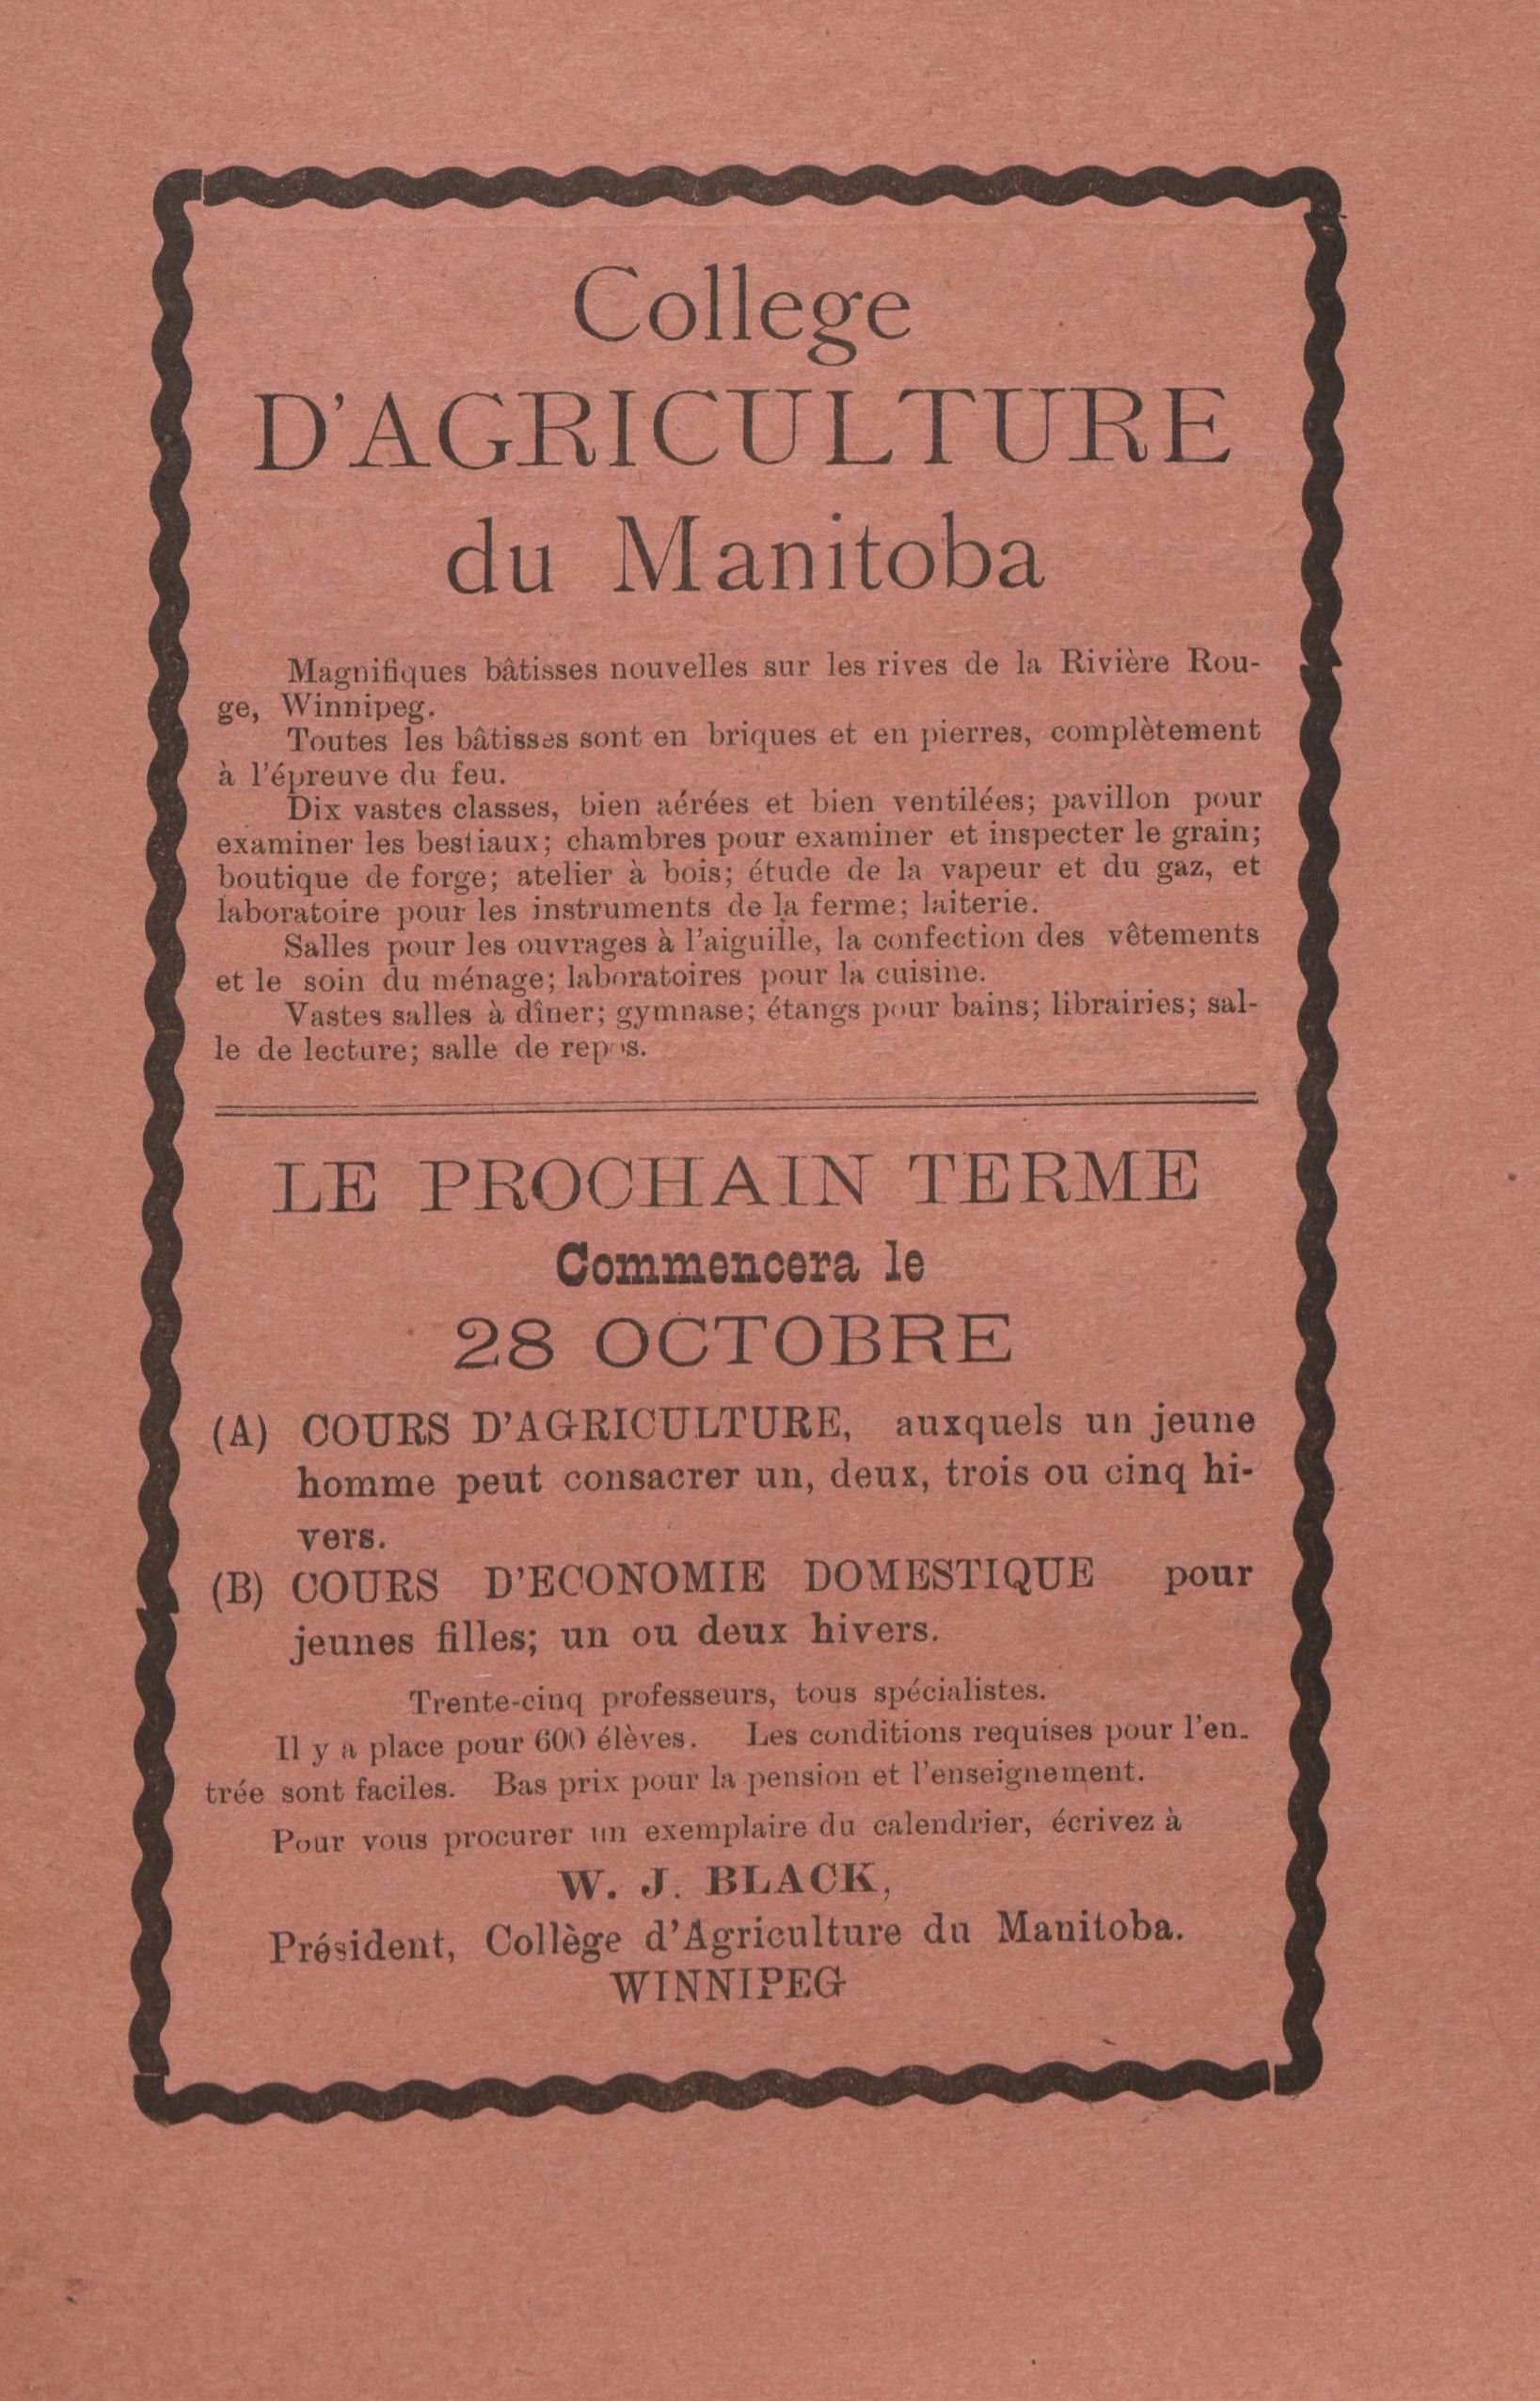 College
D'AGRICULTURE
du Manitoba
Magnifiques bâtisses nouvelles sur les rives de la Rivière Rou-
ge, Winnipeg.
Toutes les bâtisses sont en briques et en pierres, complètement
à l'épreuve du feu.
Dix vastes classes, bien aérées et bien ventilées; pavillon pour
examiner les bestiaux; chambres pour examiner et inspecter le grain;
boutique de forge; atelier à bois; étude de la vapeur et du gaz, et
laboratoire pour les instruments de la ferme; laiterie.
Salles pour les ouvrages à l'aiguille, la confection des vêtements
et le soin du ménage; laboratoires pour la cuisine.
Vastes salles à dîner; gymnase; étangs pour bains; librairies; sal-
le de lecture; salle de repos.
LE PROCHAIN TERME
Commencera le
28 OCTOBRE
(A) COURS D'AGRICULTURE, auxquels un jeune
homme peut consacrer un, deux, trois ou cinq hi-
vers.
(B) COURS D'ECONOMIE DOMESTIQUE pour
jeunes filles; un ou deux hivers.
Trente-cinq professeurs, tous spécialistes.
Il y a place pour 600 élèves. Les conditions requises pour l'en-
trée sont faciles. Bas prix pour la pension et l'enseignement.
Pour vous procurer un exemplaire du calendrier, écrivez à
W. J. BLACK,
Président, Collège d'Agriculture du Manitoba.
WINNIPEG